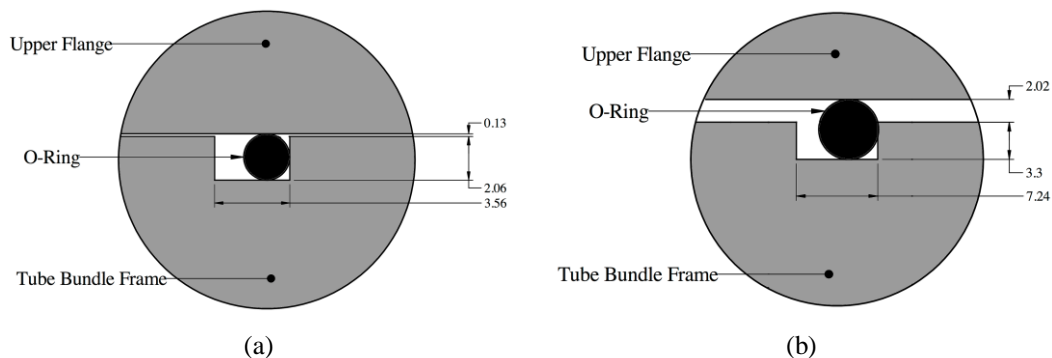 Upper Flange
0.13
O-Ring
2.06
3.56
Tube Bundle Frame
(a)
Upper Flange
2.02
O-Ring
3.3
7.24
Tube Bundle Frame
(b)